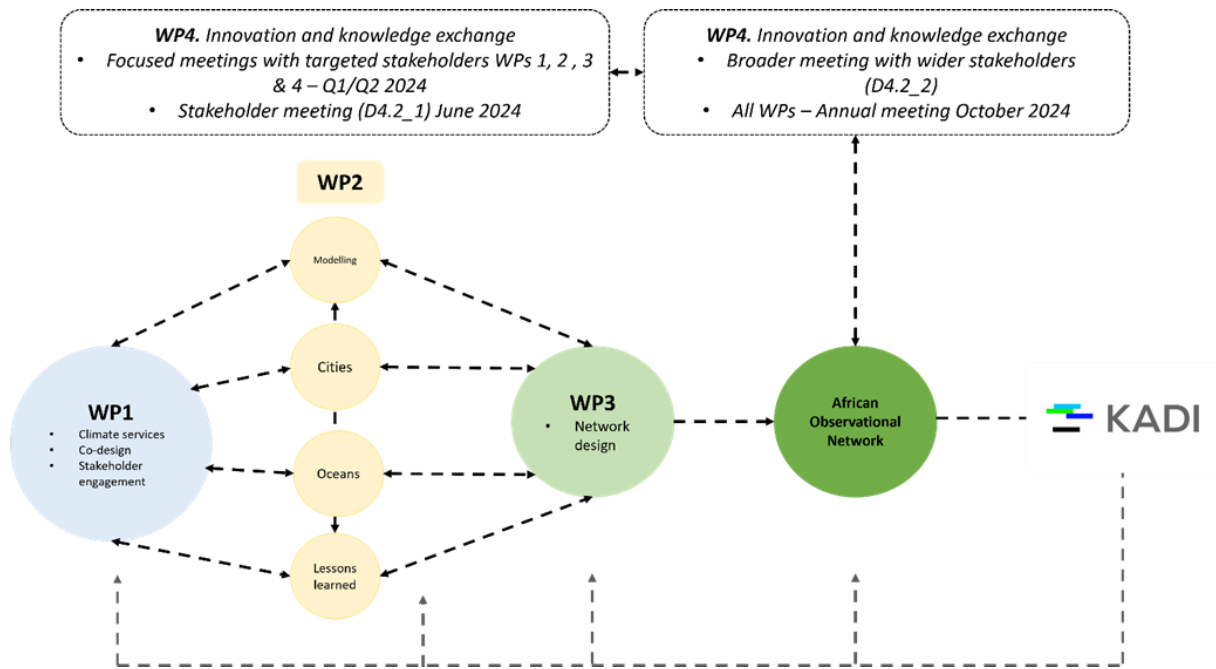 WP4. Innovation and knowledge exchange
• Focused meetings with targeted stakeholders WPs 1, 2 , 3
& 4 – Q1/Q2 2024
• Stakeholder meeting (D4.2_1) June 2024
WP4. Innovation and knowledge exchange
• Broader meeting with wider stakeholders
(D4.2_2)
• All WPs – Annual meeting October 2024
WP2
Modelling
Cities
Oceans
Lessons
learned
WP1
• Climate services
• Co-design
• Stakeholder
engagement
WP3
• Network
design
African
Observational
Network
KADI